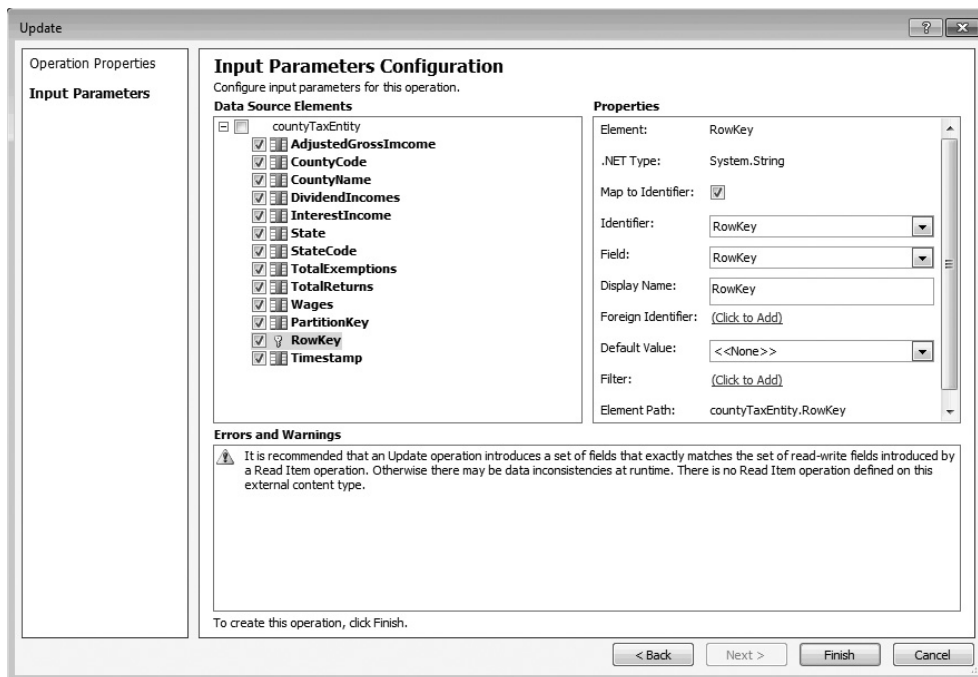 Update
Operation Properties
Input Parameters
Input Parameters Configuration
Configure input parameters for this operation.
Data Source Elements
countyTaxEntity
AdjustedGrossImcome
CountyCode
CountyName
DividendIncomes
InterestIncome
State
StateCode
TotalExemptions
TotalReturns
Wages
PartitionKey
RowKey
Timestamp
Properties
Element: RowKey
.NET Type: System.String
Map to Identifier:
Identifier: RowKey
Field: RowKey
Display Name: RowKey
Foreign Identifier: (Click to Add)
Default Value: <<None>>
Filter: (Click to Add)
Element Path: countyTaxEntity.RowKey
Errors and Warnings
It is recommended that an Update operation introduces a set of fields that exactly matches the set of read-write fields introduced by
a Read Item operation. Otherwise there may be data inconsistencies at runtime. There is no Read Item operation defined on this
external content type.
To create this operation, click Finish.
< Back Next > Finish Cancel